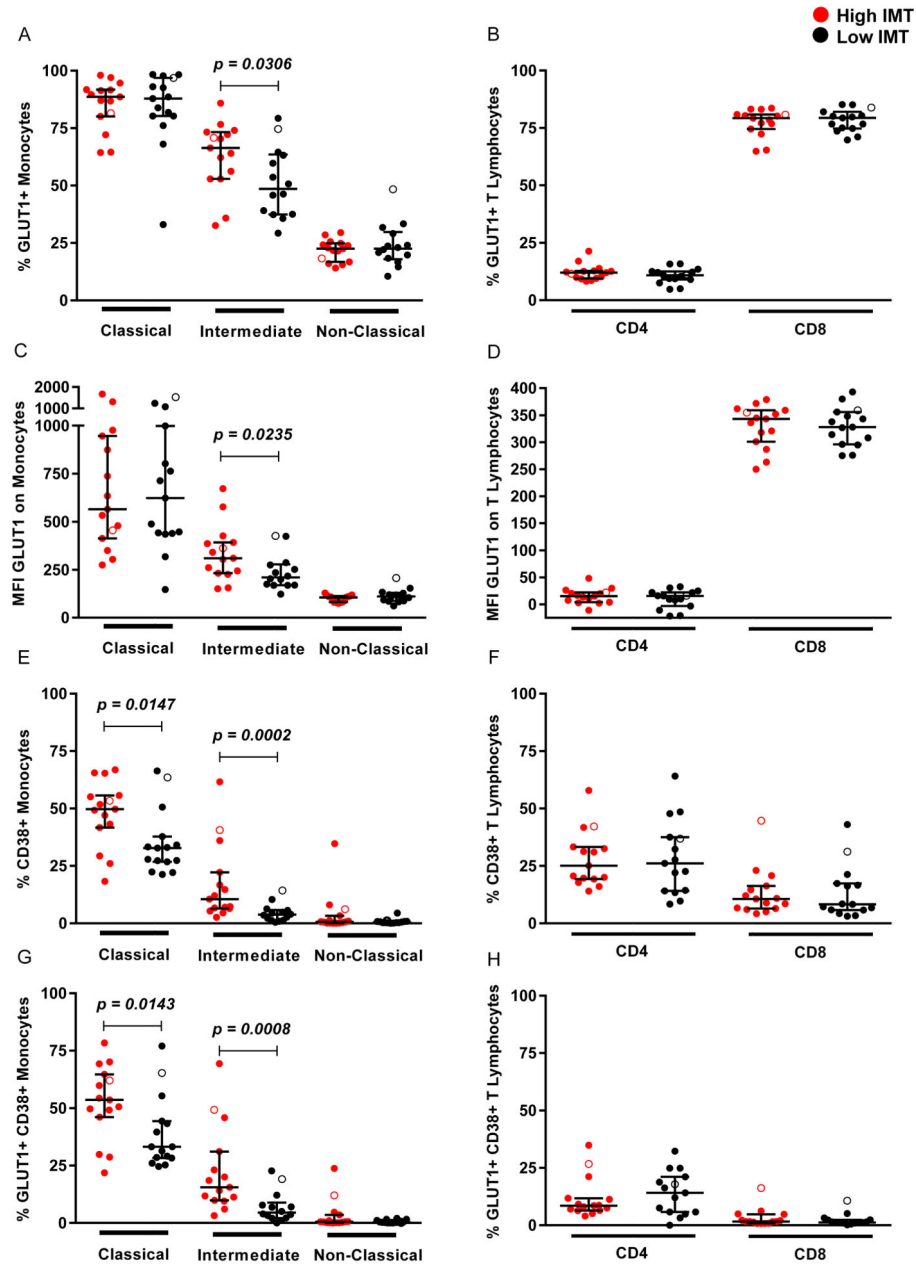 High IMT
Low IMT
A
% GLUT1+ Monocytes
100
75
50
25
0
p = 0.0306
Classical
Intermediate
Non-Classical
B
% GLUT1+ T Lymphocytes
100
75
50
25
0
CD4
CD8
C
MFI GLUT1 on Monocytes
2000
1000
1000
750
500
250
0
p = 0.0235
Classical
Intermediate
Non-Classical
D
MFI GLUT1 on T Lymphocytes
400
350
300
250
200
150
100
50
0
CD4
CD8
E
% CD38+ Monocytes
100
75
50
25
0
p = 0.0147
p = 0.0002
Classical
Intermediate
Non-Classical
F
% CD38+ T Lymphocytes
100
75
50
25
0
CD4
CD8
G
% GLUT1+ CD38+ Monocytes
100
75
50
25
0
p = 0.0143
p = 0.0008
Classical
Intermediate
Non-Classical
H
% GLUT1+ CD38+ T Lymphocytes
100
75
50
25
0
CD4
CD8